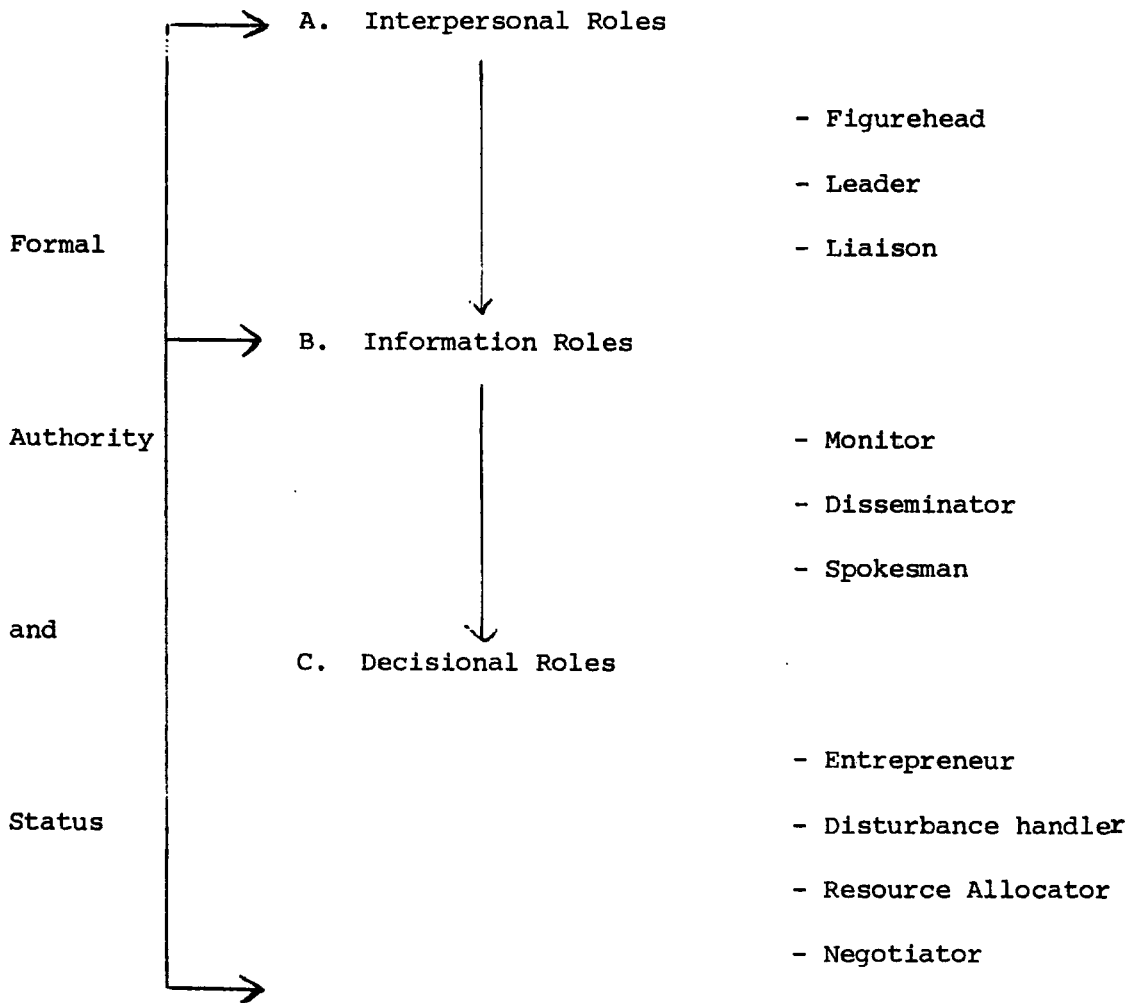 A. Interpersonal Roles
- Figurehead
- Leader
Formal
- Liaison
B. Information Roles
Authority
- Monitor
- Disseminator
- Spokesman
and
C. Decisional Roles
- Entrepreneur
Status
- Disturbance handler
- Resource Allocator
- Negotiator